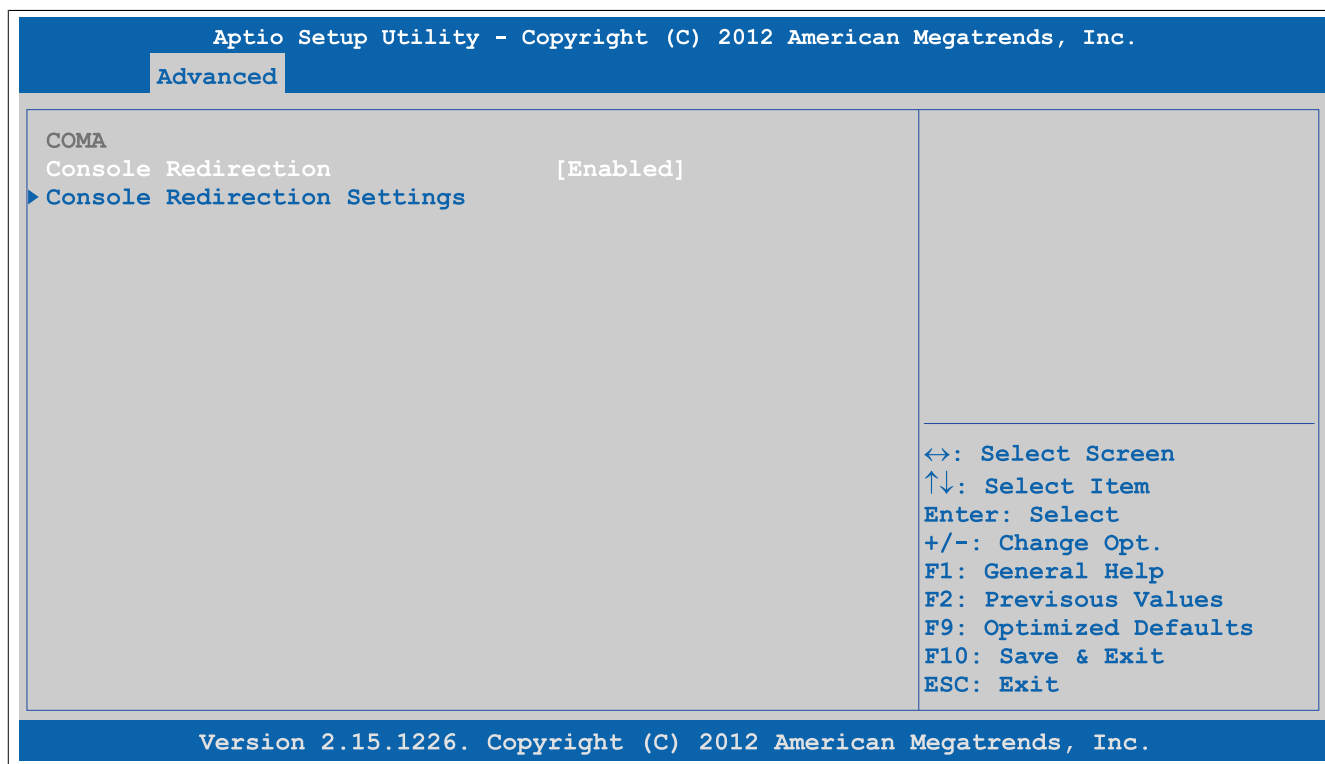 Aptio Setup Utility - Copyright (C) 2012 American Megatrends, Inc.
Advanced
COMA
Console Redirection [Enabled]
Console Redirection Settings
↔: Select Screen
↑↓: Select Item
Enter: Select
+/-: Change Opt.
F1: General Help
F2: Previsous Values
F9: Optimized Defaults
F10: Save & Exit
ESC: Exit
Version 2.15.1226. Copyright (C) 2012 American Megatrends, Inc.